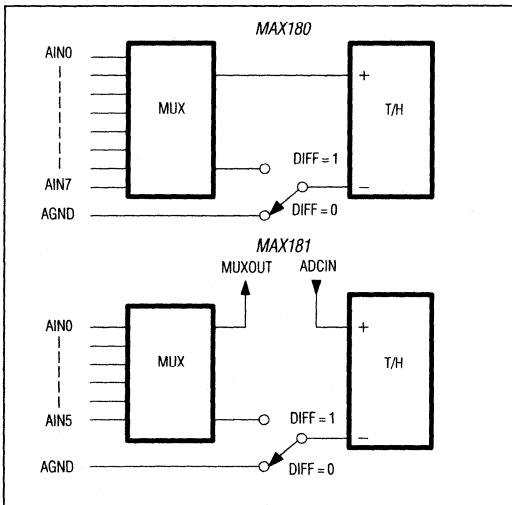 MAX180
AIN0
MUX
+
T/H
DIFF = 1
AIN7
−
AGND
DIFF = 0
MAX181
MUXOUT
ADCIN
AIN0
+
MUX
T/H
AIN5
DIFF = 1
−
AGND
DIFF = 0